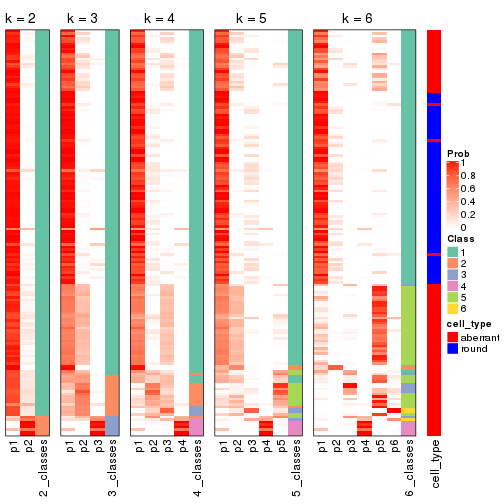 k = 2 k = 3 k = 4 k = 5 k = 6
Prob
1
0.8
0.6
0.4
0.2
0
Class
1
2
3
4
5
6
cell_type
aberrant
round
p1 p2 2_classes p1 p2 p3 3_classes p1 p2 p3 p4 4_classes p1 p2 p3 p4 p5 5_classes p1 p2 p3 p4 p5 p6 6_classes cell_type